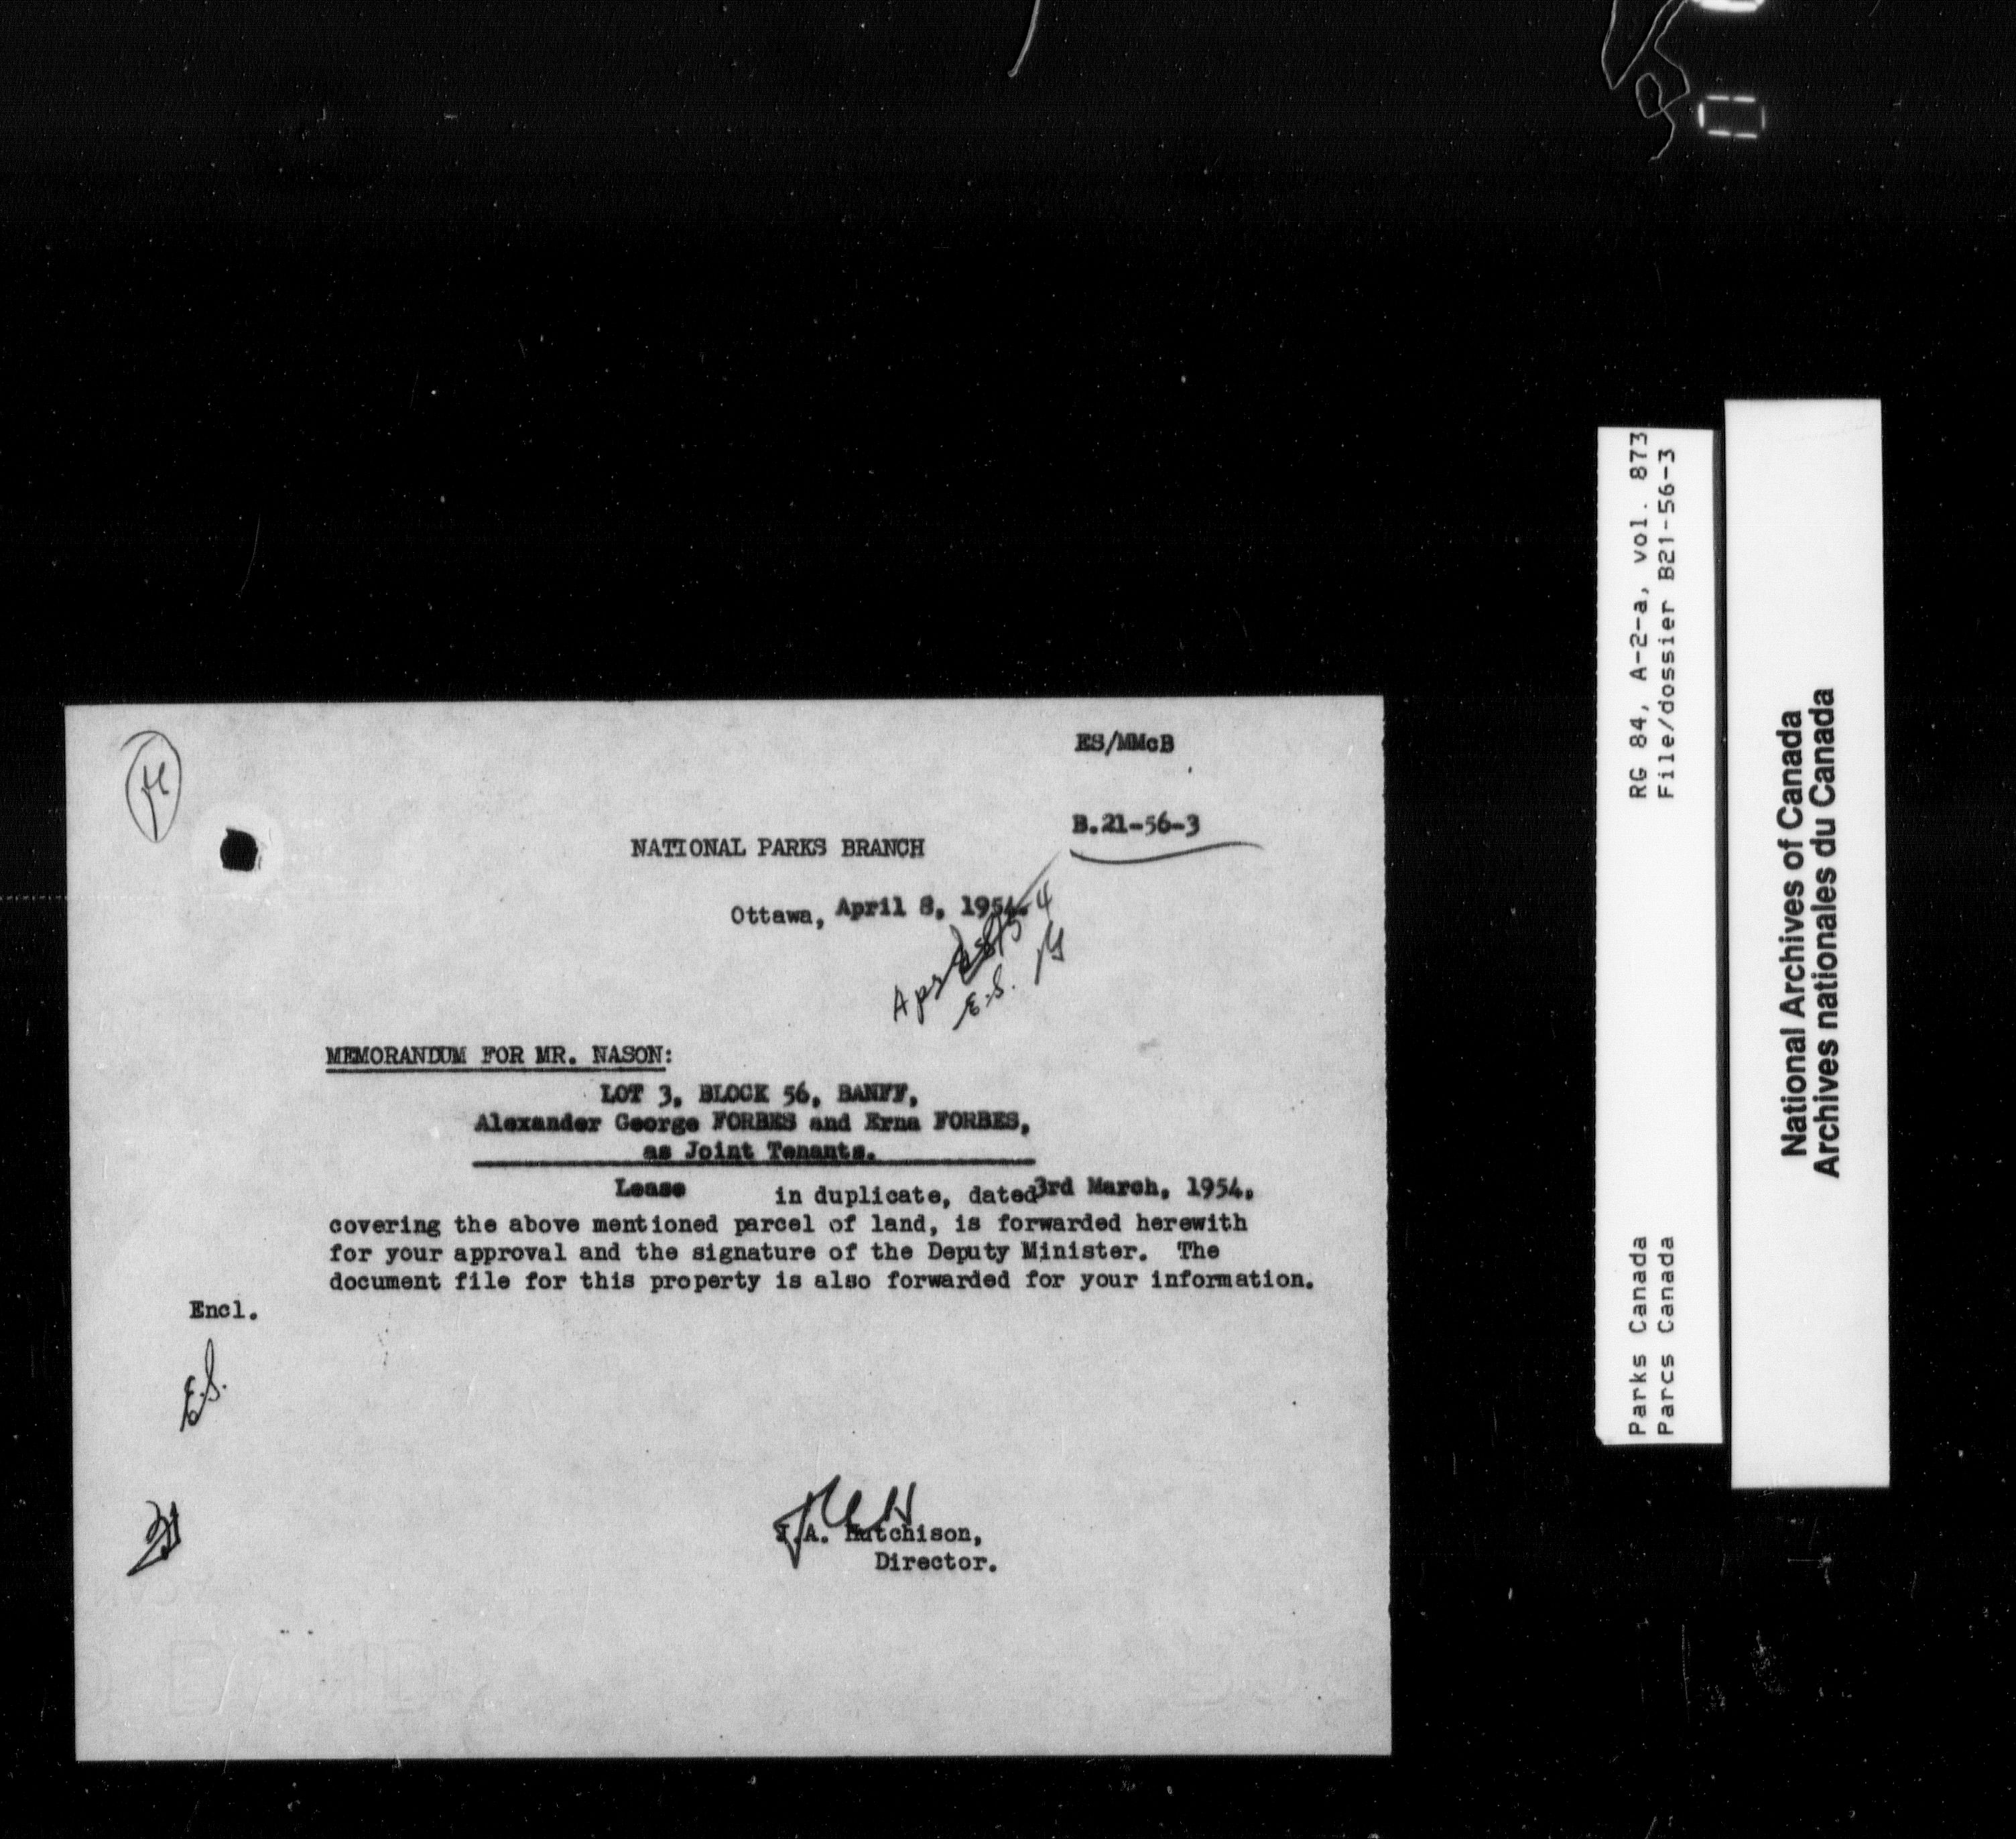 ES/MMcB
B.21-56-3
NATIONAL PARKS BRANCH
Ottawa, April 8, 1954.
E.S.
MEMORANDUM FOR MR. NASON:
LOT 3, BLOCK 56, BANFF,
Alexander George FORBES and Erna FORBES,
as Joint Tenants.
Lease in duplicate, dated 3rd March, 1954,
covering the above mentioned parcel of land, is forwarded herewith
for your approval and the signature of the Deputy Minister. The
document file for this property is also forwarded for your information.
Encl.
E.S.
J.A. Hutchison,
Director.
RG 84, A-2-a, vol. 873
File/dossier B21-56-3
Parks Canada
Parcs Canada
National Archives of Canada
Archives nationales du Canada